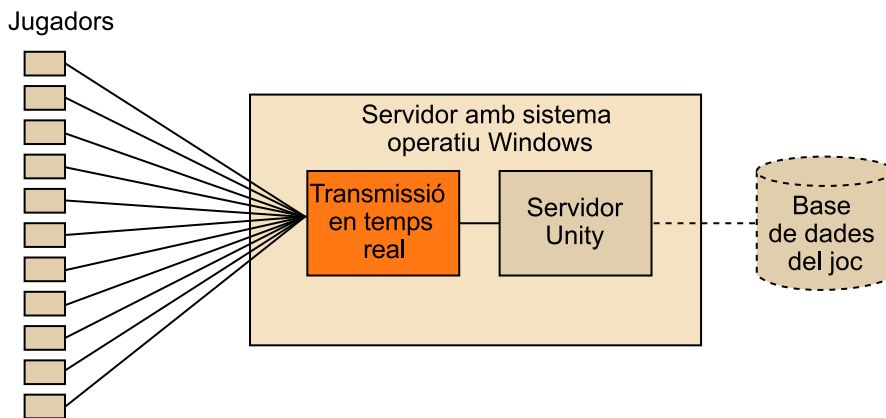 Jugadors
Servidor amb sistema
operatiu Windows
Transmissió
en temps
real
Servidor
Unity
Base
de dades
del joc